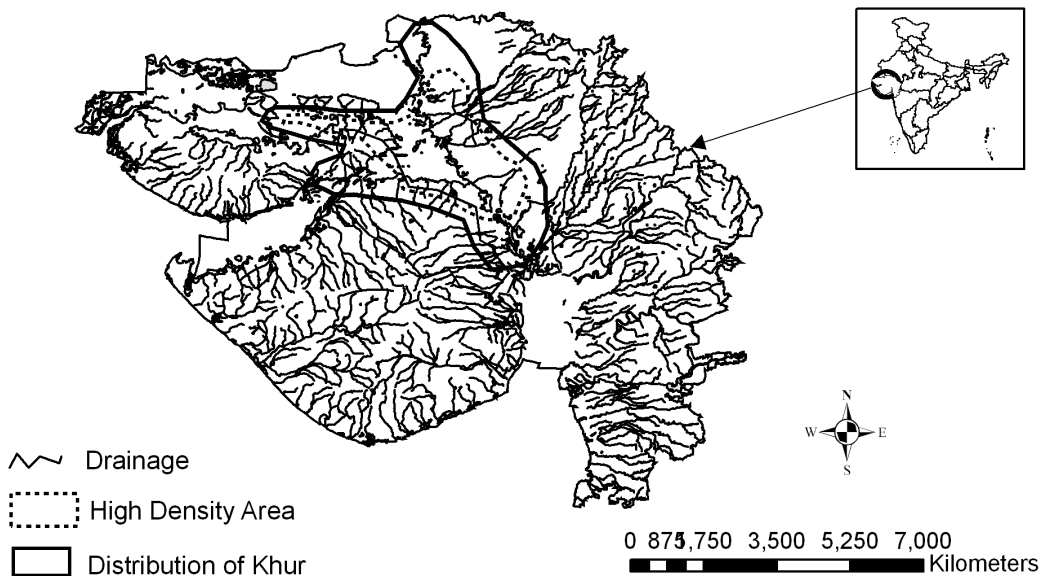 N
W E
S
Drainage
High Density Area
Distribution of Khur
0 875 1,750 3,500 5,250 7,000
Kilometers